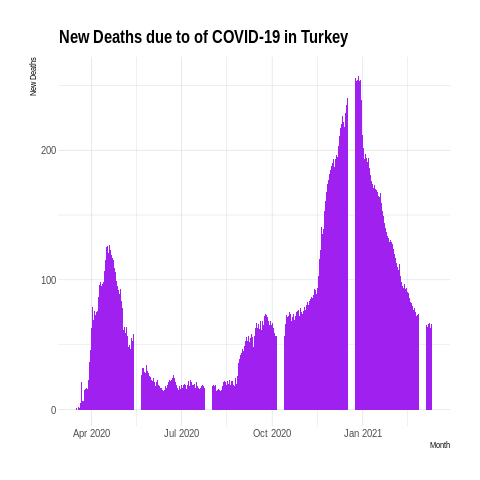 New Deaths due to of COVID-19 in Turkey
New Deaths
200
100
0
Apr 2020
Jul 2020
Oct 2020
Jan 2021
Month